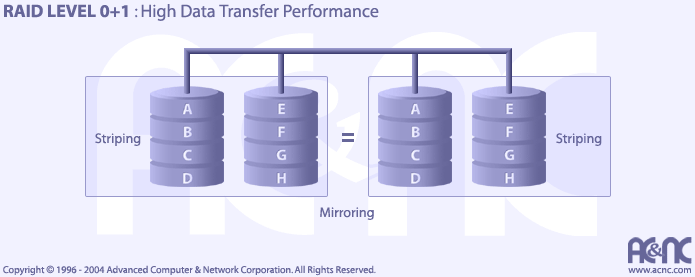 RAID LEVEL 0+1 : High Data Transfer Performance
A E A E
Striping B F = B F Striping
C G C G
D H D H
Mirroring
AC&NC
Copyright © 1996 - 2004 Advanced Computer & Network Corporation. All Rights Reserved. www.acnc.com